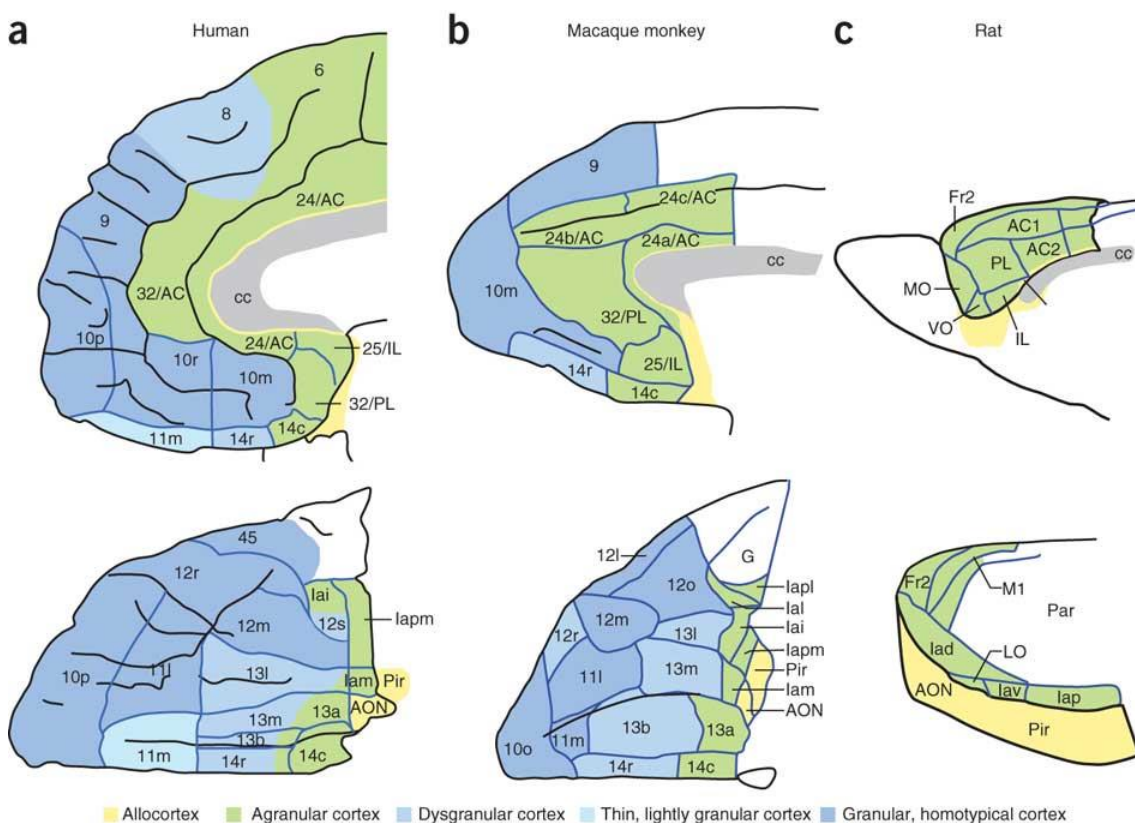 a Human
b Macaque monkey
c Rat
6
8
9
24/AC
32/AC
cc
24/AC
25/IL
10p
10r
10m
32/PL
11m
14r
14c
9
24c/AC
24b/AC
24a/AC
cc
10m
32/PL
14r
25/IL
14c
Fr2
AC1
AC2
PL
cc
MO
VO
IL
45
12r
Iai
Iapm
12s
12m
10p
11l
13l
Iam
Pir
AON
13m
13a
13b
11m
14r
14c
12l
G
12o
Iapl
Ial
12m
Iai
12r
13l
Iapm
Pir
11l
13m
Iam
AON
10o
11m
13b
13a
14r
14c
Fr2
M1
Par
Iad
LO
AON
Iav
Iap
Pir
Allocortex Agranular cortex Dysgranular cortex Thin, lightly granular cortex Granular, homotypical cortex